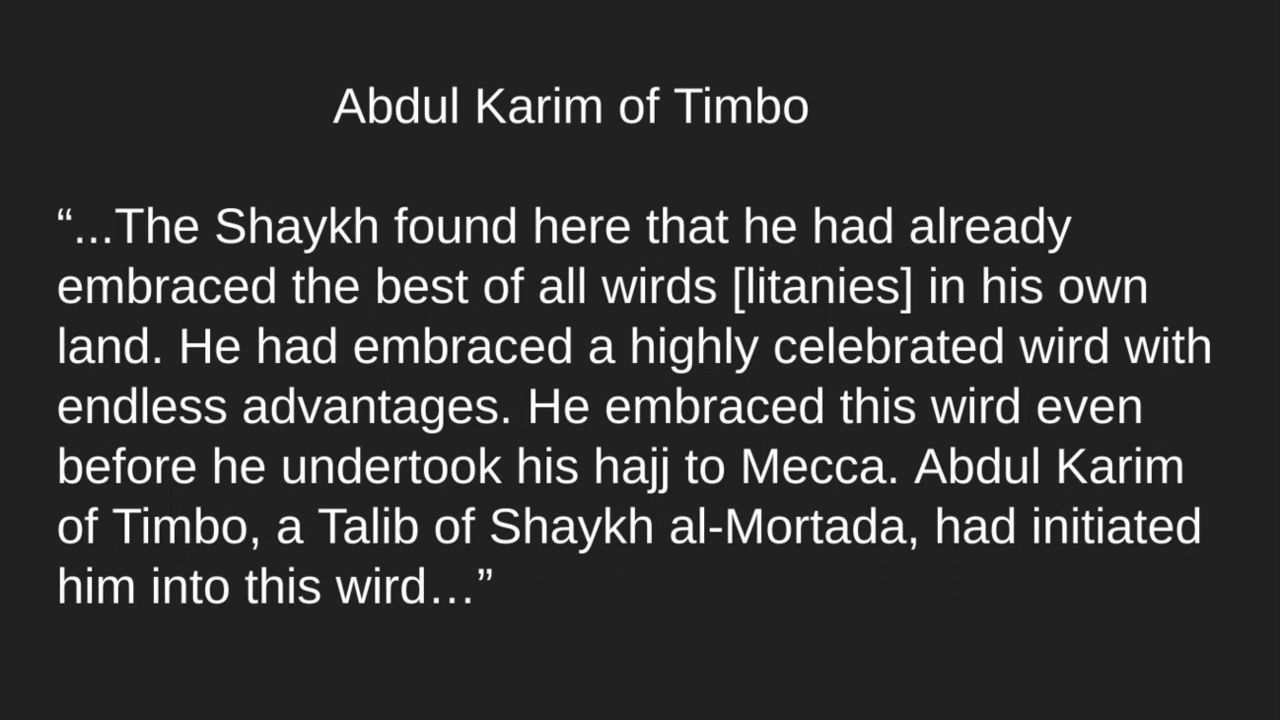 Abdul Karim of Timbo
“...The Shaykh found here that he had already
embraced the best of all wirds [litanies] in his own
land. He had embraced a highly celebrated wird with
endless advantages. He embraced this wird even
before he undertook his hajj to Mecca. Abdul Karim
of Timbo, a Talib of Shaykh al-Mortada, had initiated
him into this wird…”